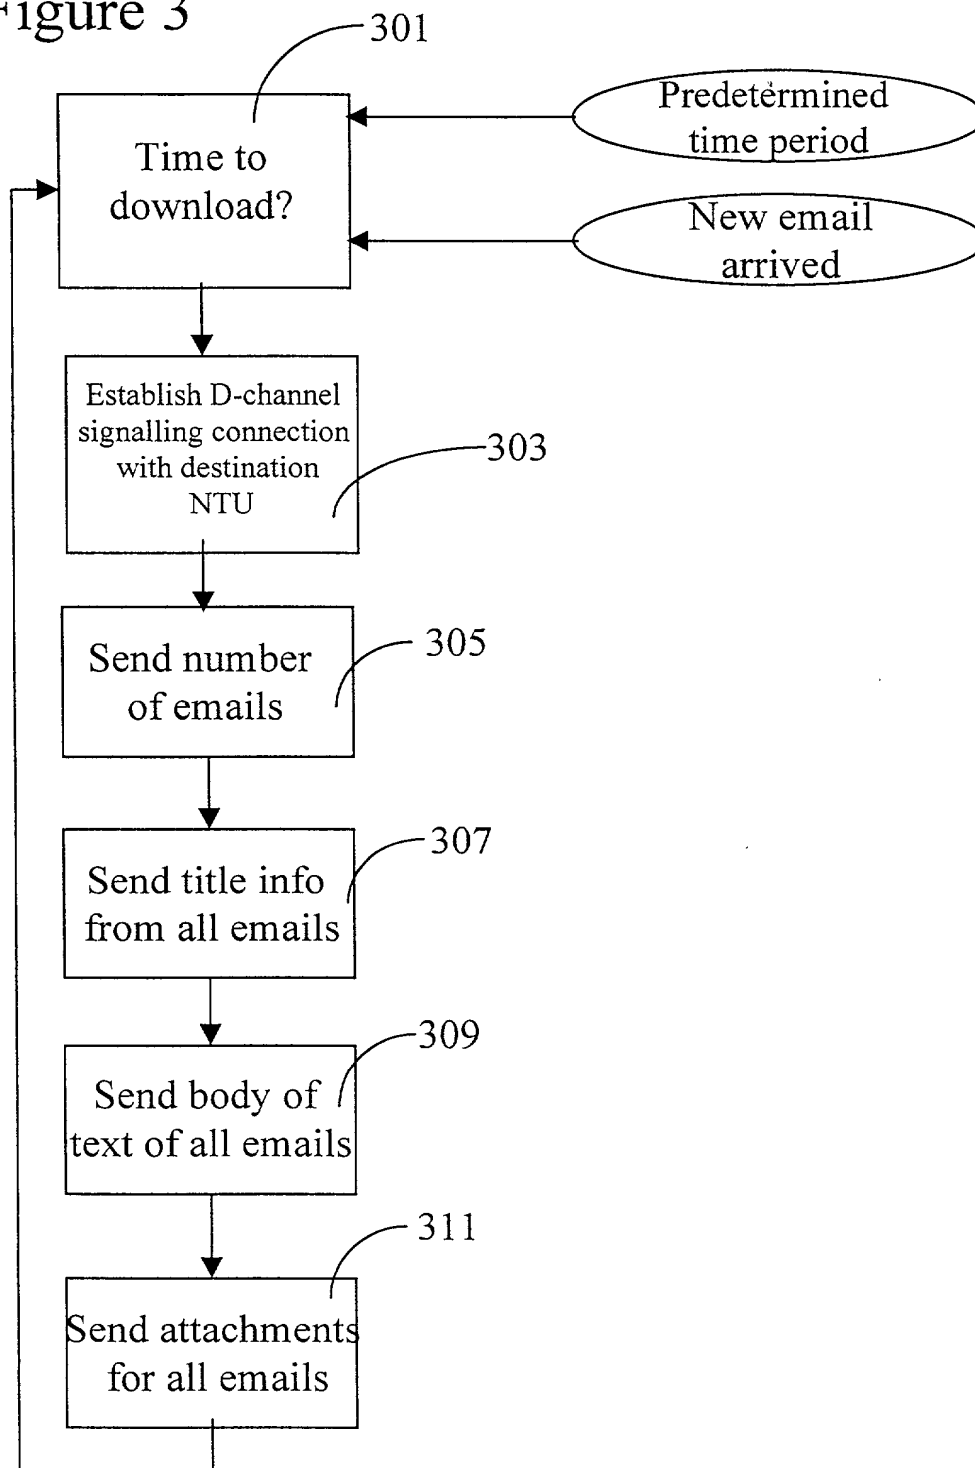 Figure 3
301
Time to
download?
Predetermined
time period
New email
arrived
Establish D-channel
signalling connection
with destination
NTU
303
Send number
of emails
305
Send title info
from all emails
307
Send body of
text of all emails
309
Send attachments
for all emails
311